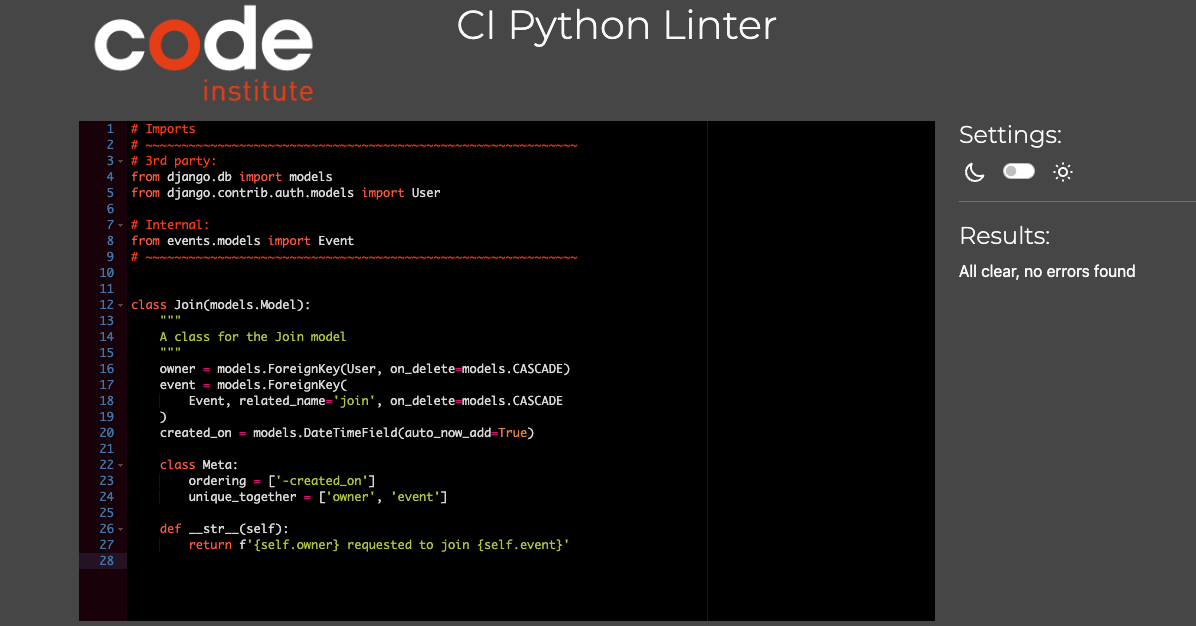 code
institute
CI Python Linter
1 # Imports
2 # ~~~~~~~~~~~~~~~~~~~~~~~~~~~~~~~~~~~~~~~~~~~~~~~~~~~~~~~~~~~~
3 # 3rd party:
4 from django.db import models
5 from django.contrib.auth.models import User
6
7 # Internal:
8 from events.models import Event
9 # ~~~~~~~~~~~~~~~~~~~~~~~~~~~~~~~~~~~~~~~~~~~~~~~~~~~~~~~~~~~~
10
11
12 class Join(models.Model):
13     """
14     A class for the Join model
15     """
16     owner = models.ForeignKey(User, on_delete=models.CASCADE)
17     event = models.ForeignKey(
18         Event, related_name='join', on_delete=models.CASCADE
19     )
20     created_on = models.DateTimeField(auto_now_add=True)
21
22     class Meta:
23         ordering = ['-created_on']
24         unique_together = ['owner', 'event']
25
26     def __str__(self):
27         return f'{self.owner} requested to join {self.event}'
28
Settings:
Results:
All clear, no errors found